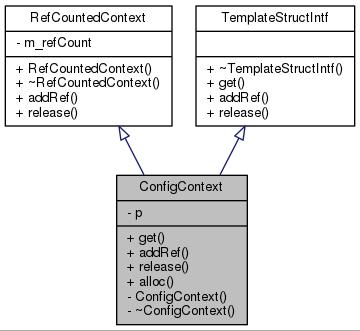 RefCountedContext
- m_refCount
+ RefCountedContext()
+ ~RefCountedContext()
+ addRef()
+ release()
TemplateStructIntf
+ ~TemplateStructIntf()
+ get()
+ addRef()
+ release()
ConfigContext
- p
+ get()
+ addRef()
+ release()
+ alloc()
- ConfigContext()
- ~ConfigContext()